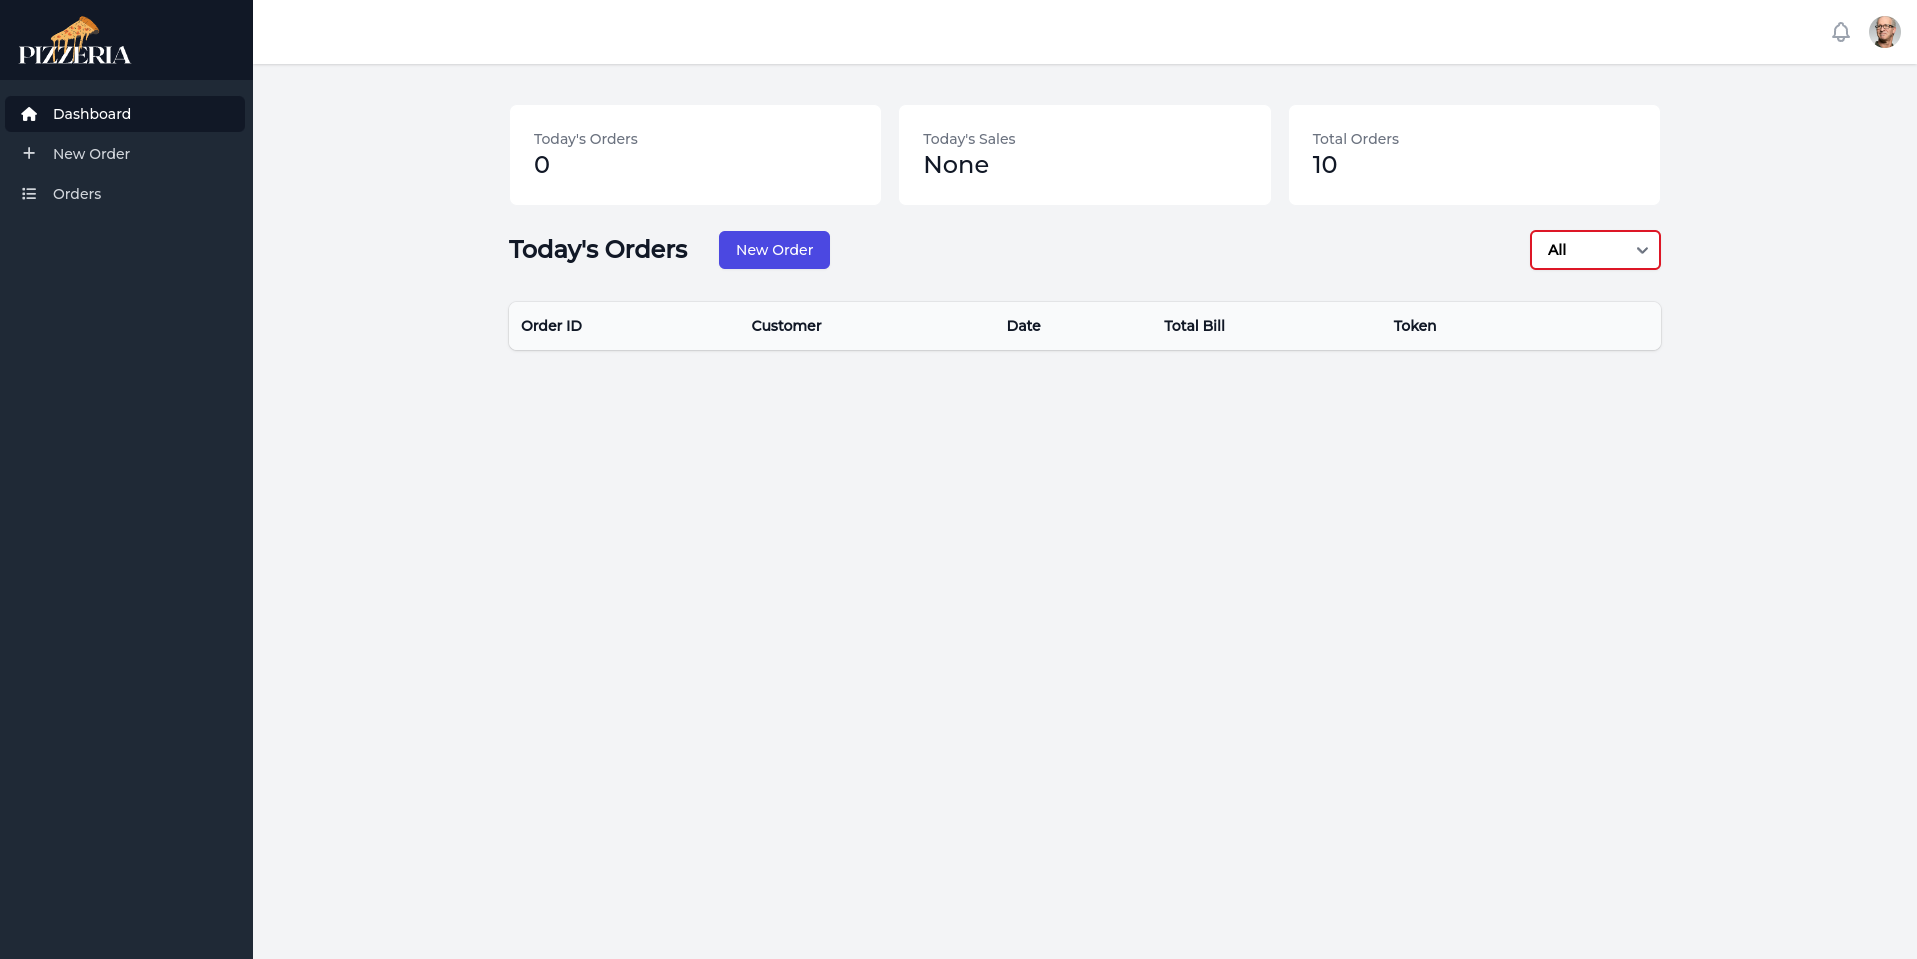 PIZZERIA
Dashboard
New Order
Orders
Today's Orders
0
Today's Sales
None
Total Orders
10
Today's Orders
New Order
All
Order ID Customer Date Total Bill Token